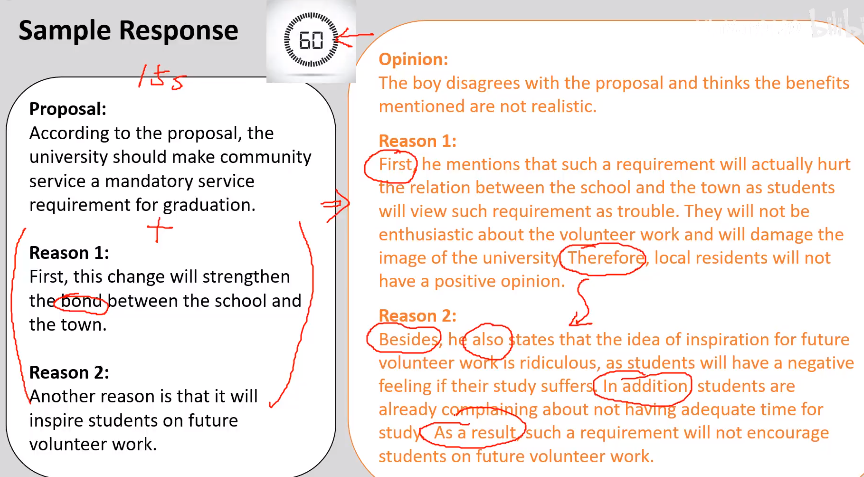 Sample Response
60
15s
Proposal:
According to the proposal, the
university should make community
service a mandatory service
requirement for graduation.
+
Reason 1:
First, this change will strengthen
the bond between the school and
the town.
Reason 2:
Another reason is that it will
inspire students on future
volunteer work.
Opinion:
The boy disagrees with the proposal and thinks the benefits
mentioned are not realistic.
Reason 1:
First, he mentions that such a requirement will actually hurt
the relation between the school and the town as students
will view such requirement as trouble. They will not be
enthusiastic about the volunteer work and will damage the
image of the university. Therefore, local residents will not
have a positive opinion.
Reason 2:
Besides, he also states that the idea of inspiration for future
volunteer work is ridiculous, as students will have a negative
feeling if their study suffers. In addition, students are
already complaining about not having adequate time for
study. As a result, such a requirement will not encourage
students on future volunteer work.